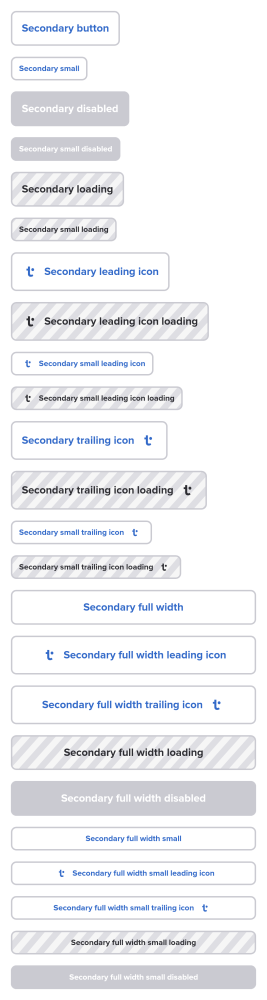 Secondary button
Secondary small
Secondary disabled
Secondary small disabled
Secondary loading
Secondary small loading
Secondary leading icon
Secondary leading icon loading
Secondary small leading icon
Secondary small leading icon loading
Secondary trailing icon
Secondary trailing icon loading
Secondary small trailing icon
Secondary small trailing icon loading
Secondary full width
Secondary full width leading icon
Secondary full width trailing icon
Secondary full width loading
Secondary full width disabled
Secondary full width small
Secondary full width small leading icon
Secondary full width small trailing icon
Secondary full width small loading
Secondary full width small disabled